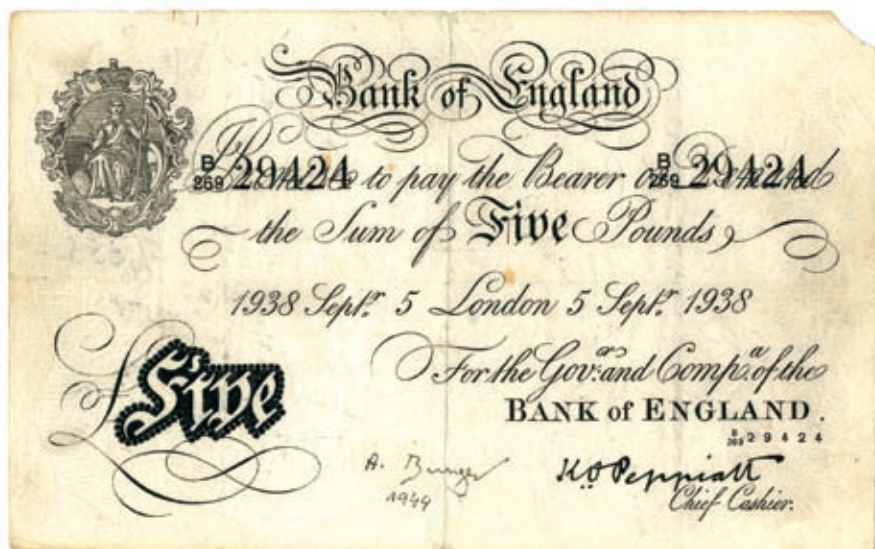 Bank of England
B/269 29424 B/269 29424
to pay the Bearer on Demand
the Sum of Five Pounds
1938 Septr. 5 London 5 Septr. 1938
For the Govr. and Compa. of the
BANK of ENGLAND.
B/269 29424
Five
A. Burger
1944
K.O. Peppiatt
Chief Cashier.